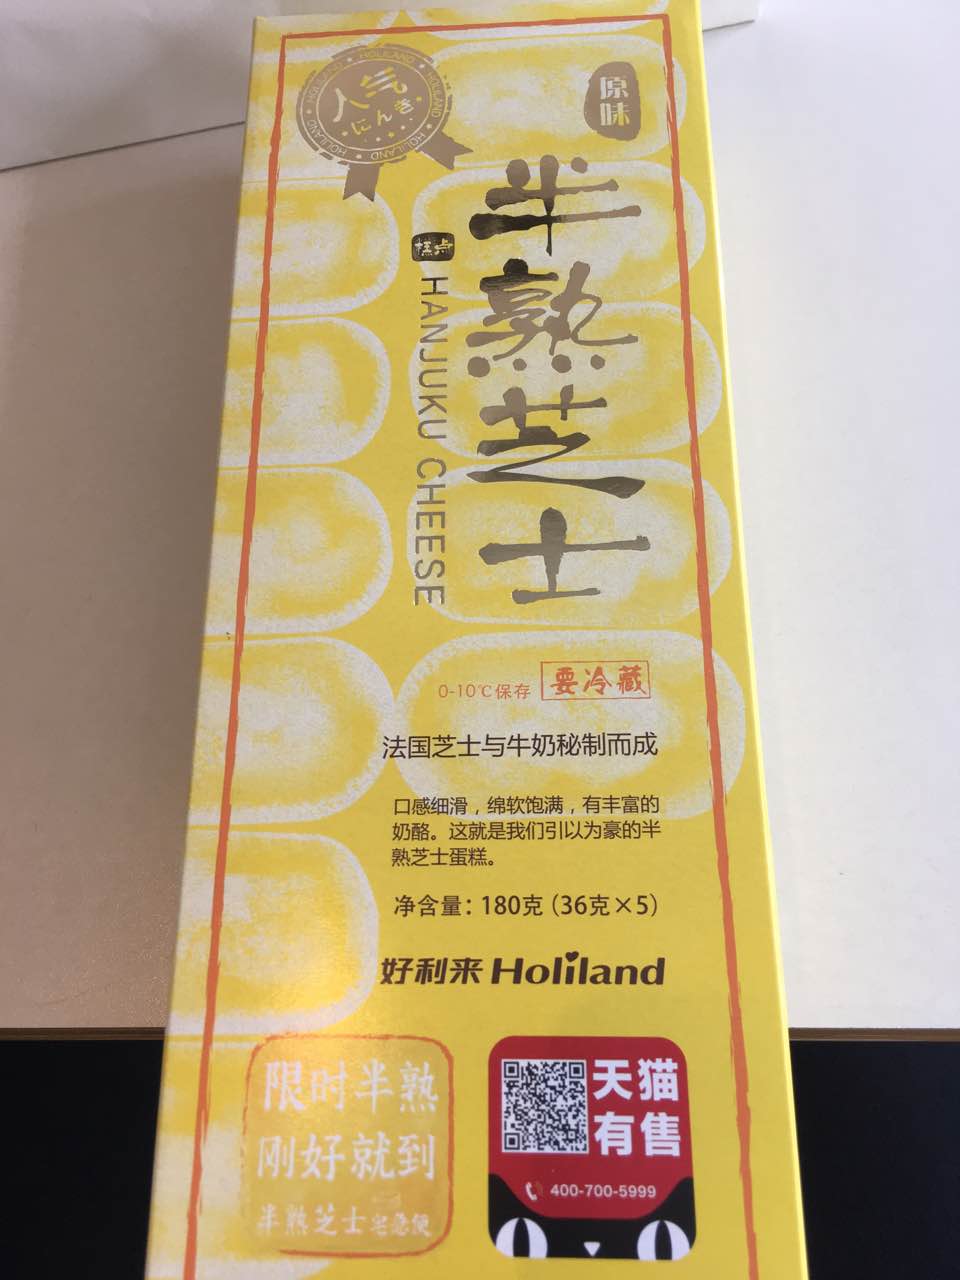 HOLILAND HOLILAND HOLILAND HOLILAND HOLILAND
人气
にんき
原味
半熟芝士
糕点
HANJUKU CHEESE
0-10℃保存 要冷藏
法国芝士与牛奶秘制而成
口感细滑，绵软饱满，有丰富的
奶酪。这就是我们引以为豪的半
熟芝士蛋糕。
净含量：180克（36克×5）
好利来 Holiland
限时半熟
刚好就到
半熟芝士宅急便
天猫
有售
400-700-5999